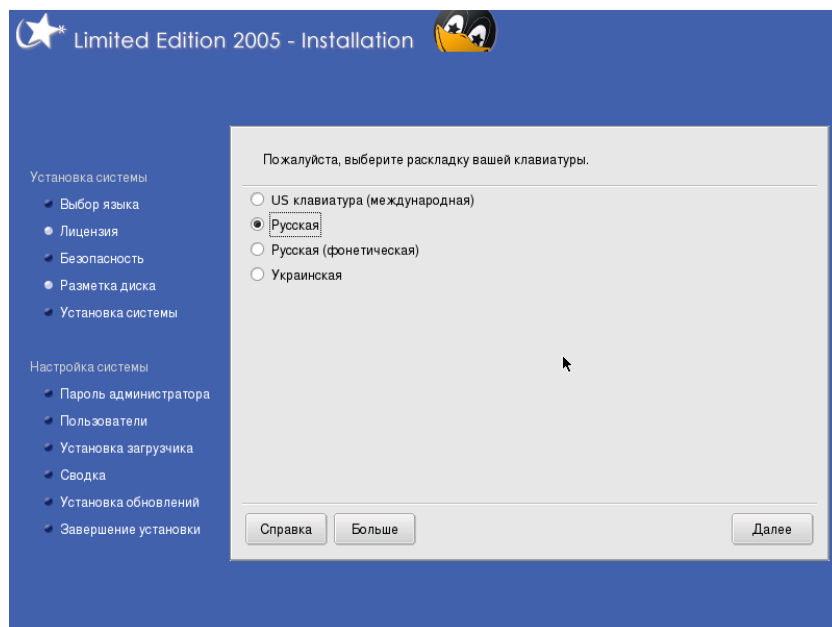 Limited Edition 2005 - Installation
Установка системы
Выбор языка
Лицензия
Безопасность
Разметка диска
Установка системы
Настройка системы
Пароль администратора
Пользователи
Установка загрузчика
Сводка
Установка обновлений
Завершение установки
Пожалуйста, выберите раскладку вашей клавиатуры.
US клавиатура (международная)
Русская
Русская (фонетическая)
Украинская
Справка
Больше
Далее